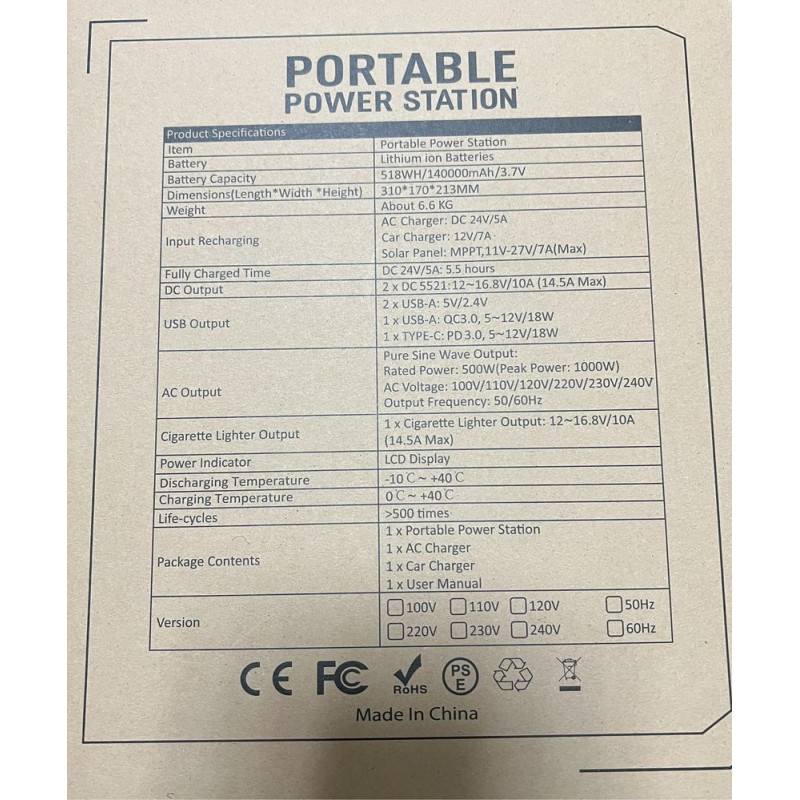 PORTABLE
POWER STATION
Product Specifications
Item Portable Power Station
Battery Lithium ion Batteries
Battery Capacity 518WH/140000mAh/3.7V
Dimensions(Length*Width *Height) 310*170*213MM
Weight About 6.6 KG
Input Recharging AC Charger: DC 24V/5A
Car Charger: 12V/7A
Solar Panel: MPPT,11V-27V/7A(Max)
Fully Charged Time DC 24V/5A: 5.5 hours
DC Output 2 x DC 5521:12~16.8V/10A (14.5A Max)
USB Output 2 x USB-A: 5V/2.4V
1 x USB-A: QC3.0, 5~12V/18W
1 x TYPE-C: PD3.0, 5~12V/18W
AC Output Pure Sine Wave Output:
Rated Power: 500W(Peak Power: 1000W)
AC Voltage: 100V/110V/120V/220V/230V/240V
Output Frequency: 50/60Hz
Cigarette Lighter Output 1 x Cigarette Lighter Output: 12~16.8V/10A
(14.5A Max)
Power Indicator LCD Display
Discharging Temperature -10℃ ~ +40℃
Charging Temperature 0℃ ~ +40℃
Life-cycles >500 times
Package Contents 1 x Portable Power Station
1 x AC Charger
1 x Car Charger
1 x User Manual
Version 100V 110V 120V 50Hz
220V 230V 240V 60Hz
CE FC RoHS PSE
Made In China